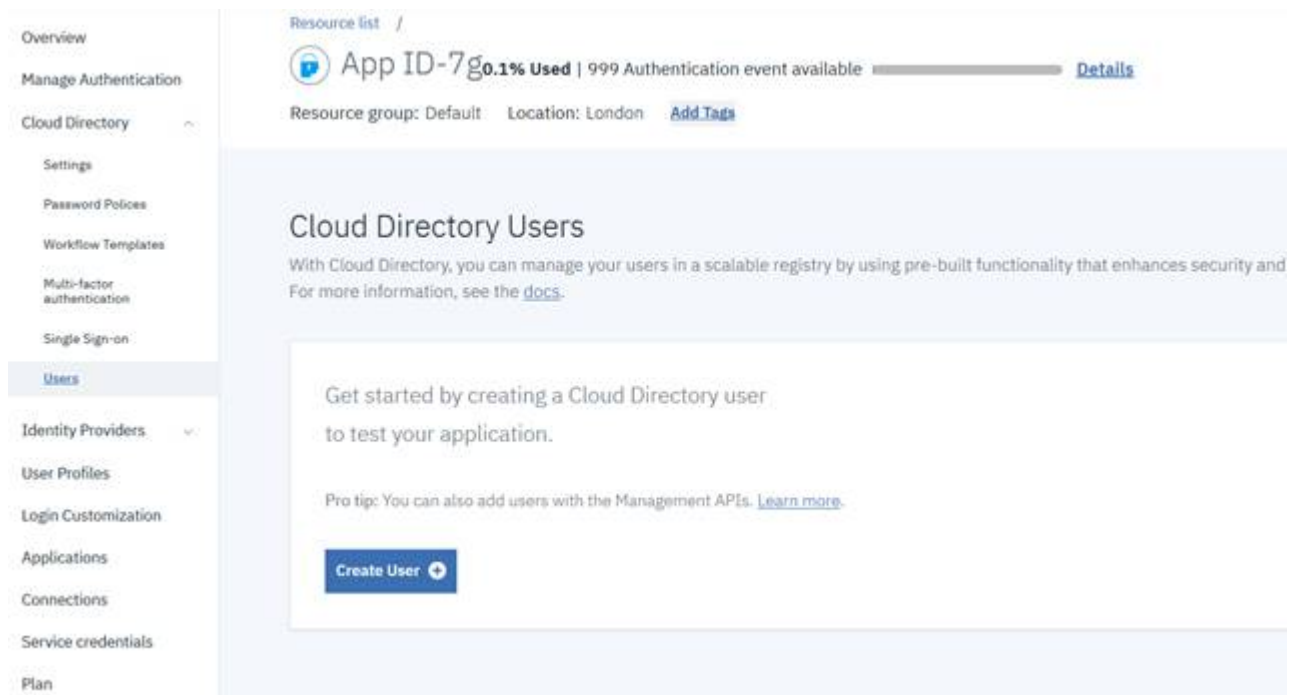 Overview
Manage Authentication
Cloud Directory
Settings
Password Polices
Workflow Templates
Multi-factor
authentication
Single Sign-on
Users
Identity Providers
User Profiles
Login Customization
Applications
Connections
Service credentials
Plan
Resource list /
App ID-7g 0.1% Used | 999 Authentication event available Details
Resource group: Default Location: London Add Tags
Cloud Directory Users
With Cloud Directory, you can manage your users in a scalable registry by using pre-built functionality that enhances security and
For more information, see the docs.
Get started by creating a Cloud Directory user
to test your application.
Pro tip: You can also add users with the Management APIs. Learn more.
Create User